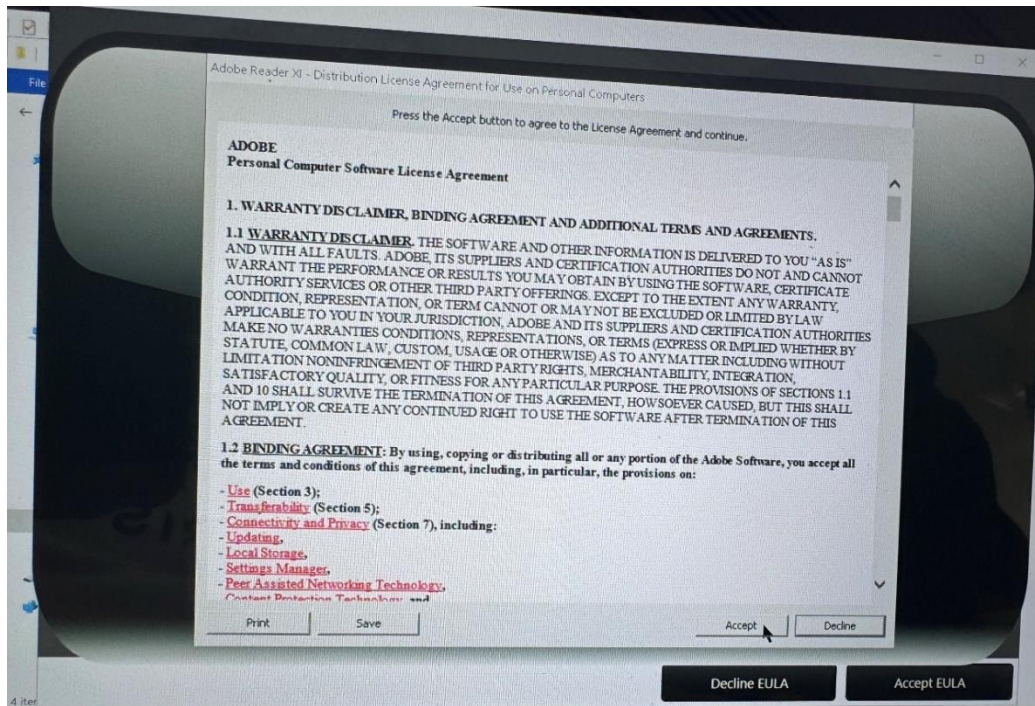 File
Adobe Reader XI - Distribution License Agreement for Use on Personal Computers
Press the Accept button to agree to the License Agreement and continue.
ADOBE
Personal Computer Software License Agreement
1. WARRANTY DISCLAIMER, BINDING AGREEMENT AND ADDITIONAL TERMS AND AGREEMENTS.
1.1 WARRANTY DISCLAIMER. THE SOFTWARE AND OTHER INFORMATION IS DELIVERED TO YOU "AS IS"
AND WITH ALL FAULTS. ADOBE, ITS SUPPLIERS AND CERTIFICATION AUTHORITIES DO NOT AND CANNOT
WARRANT THE PERFORMANCE OR RESULTS YOU MAY OBTAIN BY USING THE SOFTWARE, CERTIFICATE
AUTHORITY SERVICES OR OTHER THIRD PARTY OFFERINGS. EXCEPT TO THE EXTENT ANY WARRANTY,
CONDITION, REPRESENTATION, OR TERM CANNOT OR MAY NOT BE EXCLUDED OR LIMITED BY LAW
APPLICABLE TO YOU IN YOUR JURISDICTION, ADOBE AND ITS SUPPLIERS AND CERTIFICATION AUTHORITIES
MAKE NO WARRANTIES CONDITIONS, REPRESENTATIONS, OR TERMS (EXPRESS OR IMPLIED WHETHER BY
STATUTE, COMMON LAW, CUSTOM, USAGE OR OTHERWISE) AS TO ANY MATTER INCLUDING WITHOUT
LIMITATION NONINFRINGEMENT OF THIRD PARTY RIGHTS, MERCHANTABILITY, INTEGRATION,
SATISFACTORY QUALITY, OR FITNESS FOR ANY PARTICULAR PURPOSE. THE PROVISIONS OF SECTIONS 1.1
AND 10 SHALL SURVIVE THE TERMINATION OF THIS AGREEMENT, HOWSOEVER CAUSED, BUT THIS SHALL
NOT IMPLY OR CREATE ANY CONTINUED RIGHT TO USE THE SOFTWARE AFTER TERMINATION OF THIS
AGREEMENT.
1.2 BINDING AGREEMENT: By using, copying or distributing all or any portion of the Adobe Software, you accept all
the terms and conditions of this agreement, including, in particular, the provisions on:
- Use (Section 3);
- Transferability (Section 5);
- Connectivity and Privacy (Section 7), including:
- Updating,
- Local Storage,
- Settings Manager,
- Peer Assisted Networking Technology,
- Content Protection Technology and
Print
Save
Accept
Decline
Decline EULA
Accept EULA
4 iter